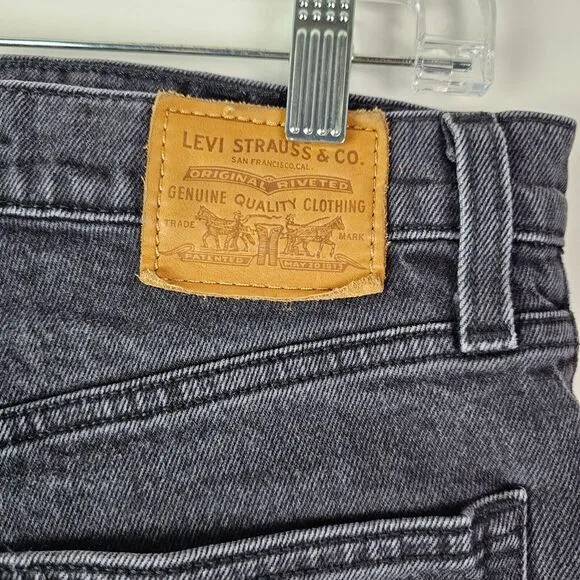 LEVI STRAUSS & CO.
SAN FRANCISCO, CAL.
ORIGINAL RIVETED
GENUINE QUALITY CLOTHING
TRADE MARK
PATENTED MAY 20 1873